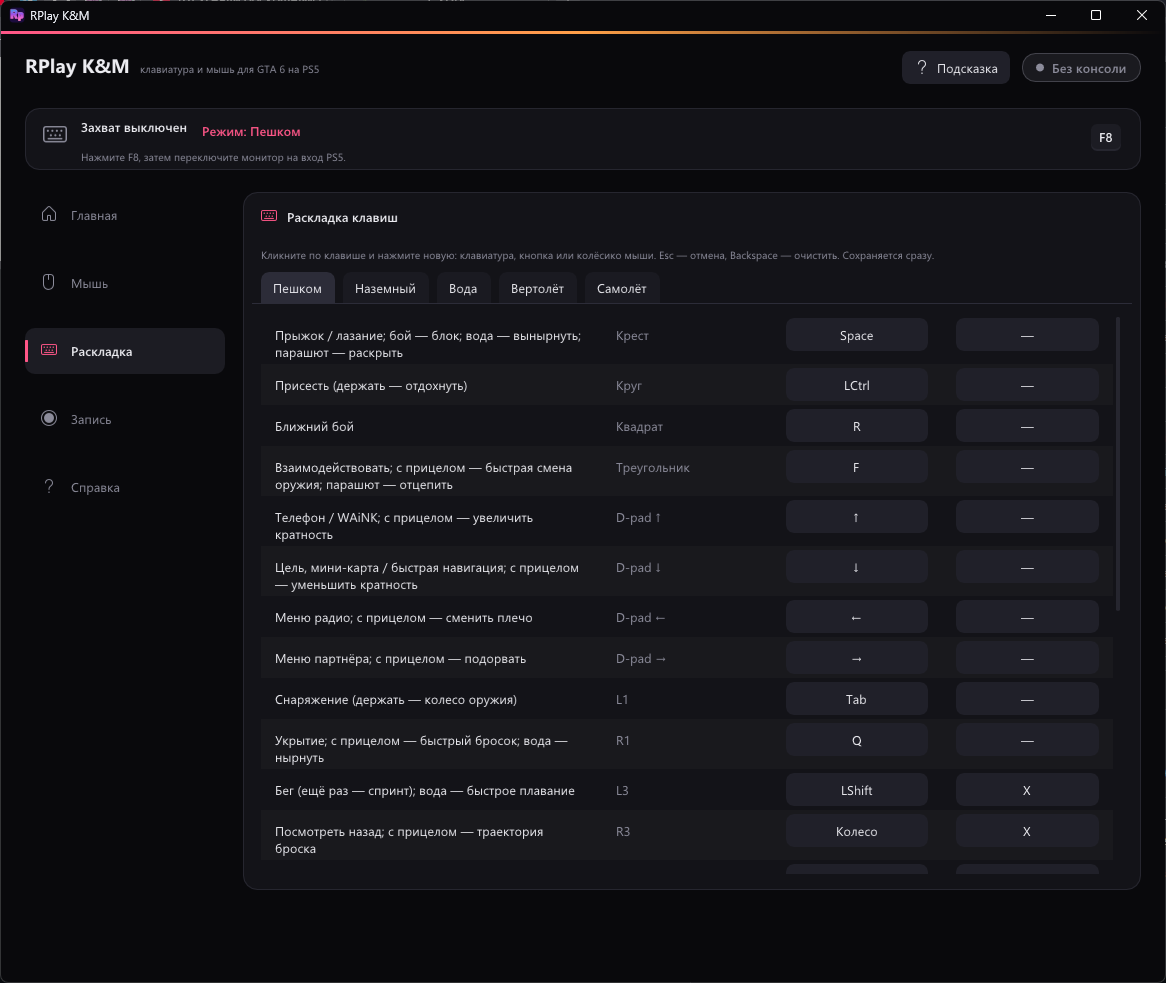 RPlay K&M
RPlay K&M клавиатура и мышь для GTA 6 на PS5
? Подсказка
Без консоли
Захват выключен Режим: Пешком
Нажмите F8, затем переключите монитор на вход PS5.
F8
Главная
Мышь
Раскладка
Запись
? Справка
Раскладка клавиш
Кликните по клавише и нажмите новую: клавиатура, кнопка или колёсико мыши. Esc — отмена, Backspace — очистить. Сохраняется сразу.
Пешком Наземный Вода Вертолёт Самолёт
Прыжок / лазание; бой — блок; вода — вынырнуть;
парашют — раскрыть
Крест Space —
Присесть (держать — отдохнуть) Круг LCtrl —
Ближний бой Квадрат R —
Взаимодействовать; с прицелом — быстрая смена
оружия; парашют — отцепить
Треугольник F —
Телефон / WAiNK; с прицелом — увеличить
кратность
D-pad ↑ ↑ —
Цель, мини-карта / быстрая навигация; с прицелом
— уменьшить кратность
D-pad ↓ ↓ —
Меню радио; с прицелом — сменить плечо D-pad ← ← —
Меню партнёра; с прицелом — подорвать D-pad → → —
Снаряжение (держать — колесо оружия) L1 Tab —
Укрытие; с прицелом — быстрый бросок; вода —
нырнуть
R1 Q —
Бег (ещё раз — спринт); вода — быстрое плавание L3 LShift X
Посмотреть назад; с прицелом — траектория
броска
R3 Колесо X